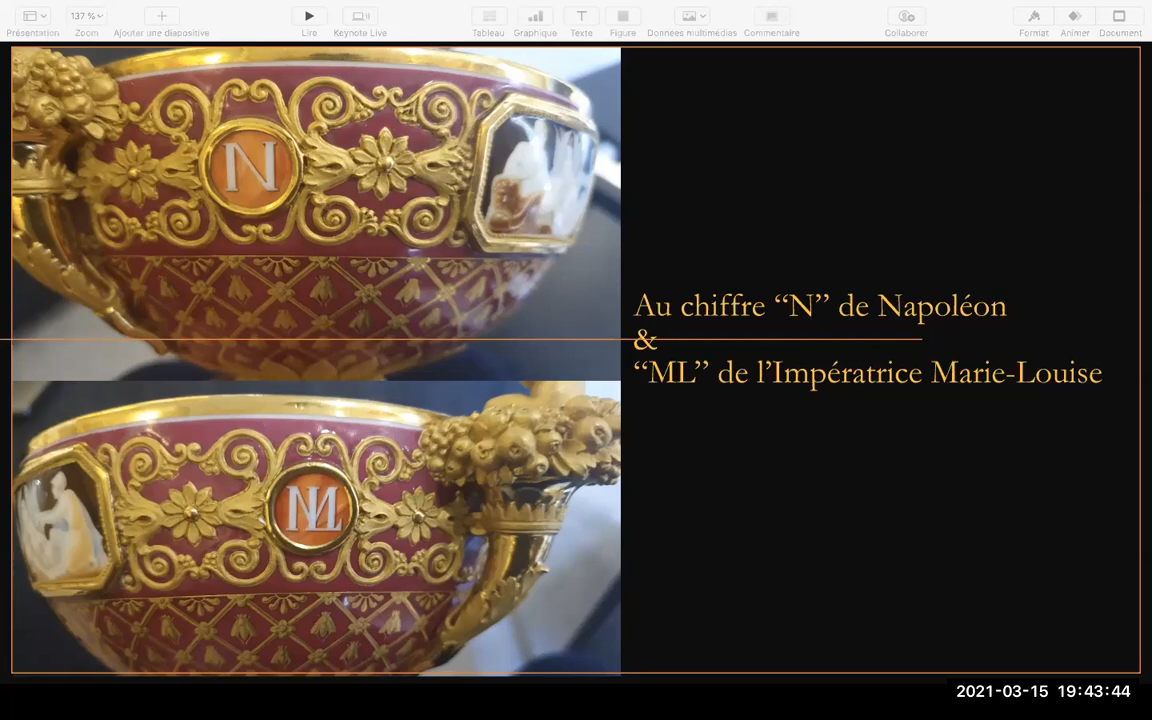 Présentation
137 %
Zoom
Ajouter une diapositive
Lire
Keynote Live
Tableau
Graphique
Texte
Figure
Données multimédias
Commentaire
Collaborer
Format
Animer
Document
N
Au chiffre “N” de Napoléon
&
“ML” de l’Impératrice Marie-Louise
ML
2021-03-15 19:43:44